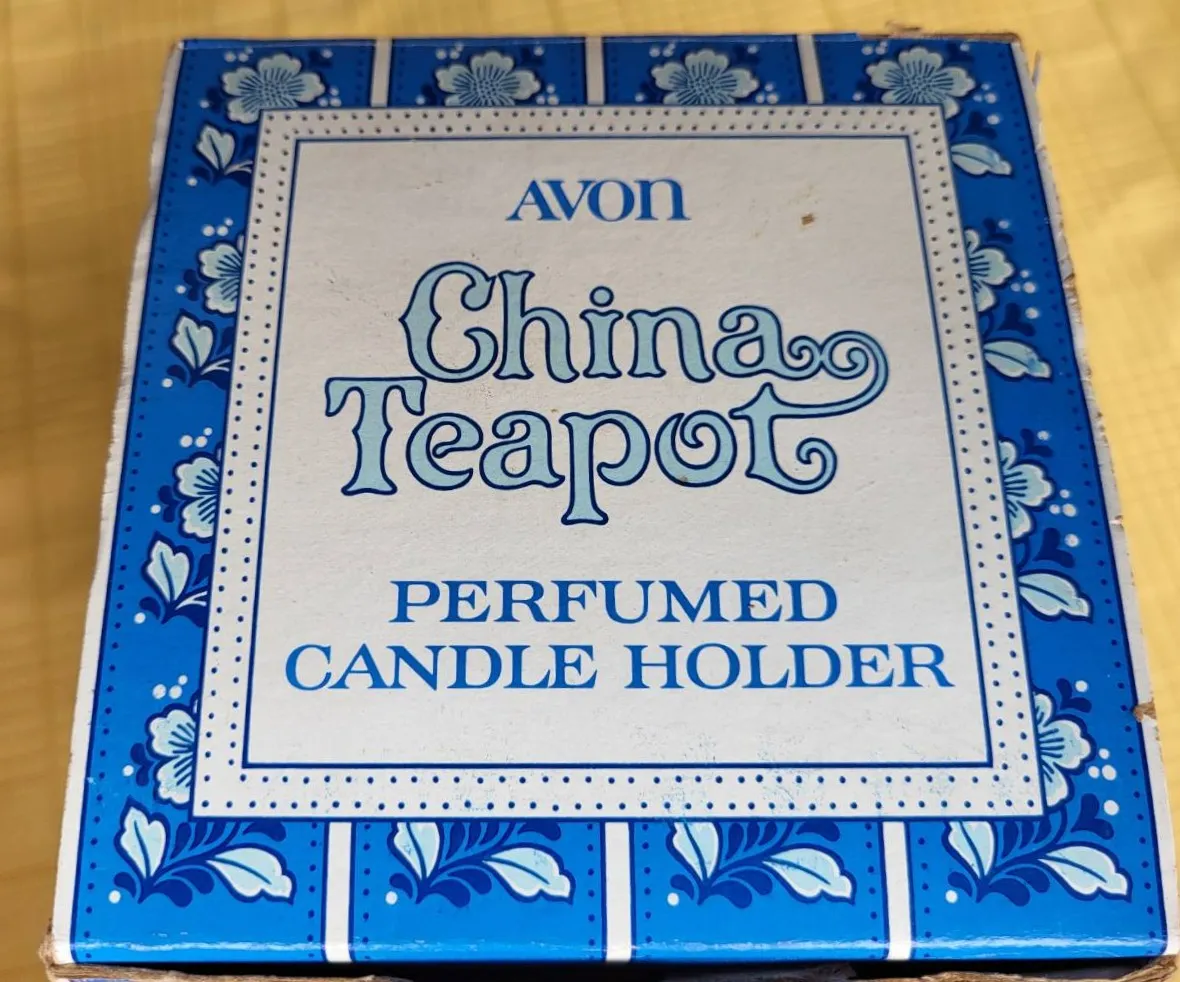 AVON
China
Teapot
PERFUMED
CANDLE HOLDER